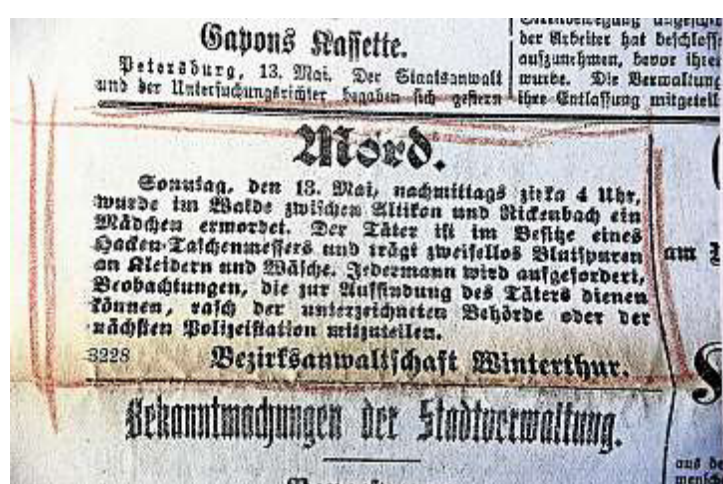 Gapons Kassette.
Petersburg, 13. Mai. Der Staatsanwalt
und der Untersuchungsrichter begaben sich gestern
der Arbeiter hat beschloss
aufzunehmen, bevor ihre
wurde. Die Verwaltung
ihre Entlassung mitgeteil
Mord.
Sonntag, den 13. Mai, nachmittags zirka 4 Uhr,
wurde im Walde zwischen Altikon und Rickenbach ein
Mädchen ermordet. Der Täter ist im Besitze eines
Hacken-Taschenmessers und trägt zweifellos Blutspuren
an Kleidern und Wäsche. Jedermann wird aufgefordert,
Beobachtungen, die zur Auffindung des Täters dienen
können, rasch der unterzeichneten Behörde oder der
nächsten Polizeistation mitzuteilen.
3228 Bezirksanwaltschaft Winterthur.
am
Bekanntmachungen der Stadtverwaltung.
aus de
mensch